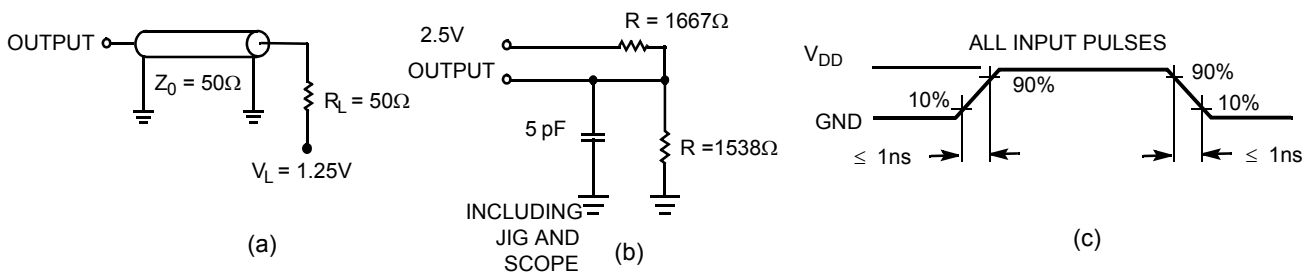 OUTPUT
Z0 = 50Ω
RL = 50Ω
VL = 1.25V
(a)
R = 1667Ω
2.5V
OUTPUT
5 pF
R =1538Ω
INCLUDING
JIG AND
SCOPE
(b)
ALL INPUT PULSES
VDD
90%
90%
10%
10%
GND
≤ 1ns
≤ 1ns
(c)